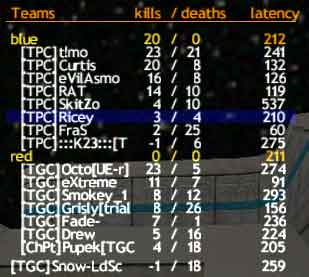 Teams kills / deaths latency
blue 20 / 0 212
[TPC]t!mo 23 / 21 241
[TPC]Curtis 20 / 8 132
[TPC]eVilAsmo 16 / 8 126
[TPC]RAT 14 / 10 119
[TPC]SkitZo 4 / 10 537
[TPC]Ricey 3 / 4 210
[TPC]FraS 2 / 25 60
[TPC]:::K23:::[T -1 / 6 275
red 0 / 0 211
[TGC]Octo[UE-r] 23 / 5 274
[TGC]eXtreme 11 / 7 91
[TGC]Smokey_1 8 / 12 293
[TGC]Grisly[trial 8 / 26 156
[TGC]Fade- 7 / 1 236
[TGC]Drew 5 / 16 224
[ChPt]Pupek[TGC 4 / 18 205
[TGC]Snow-LdSc -1 / 18 259